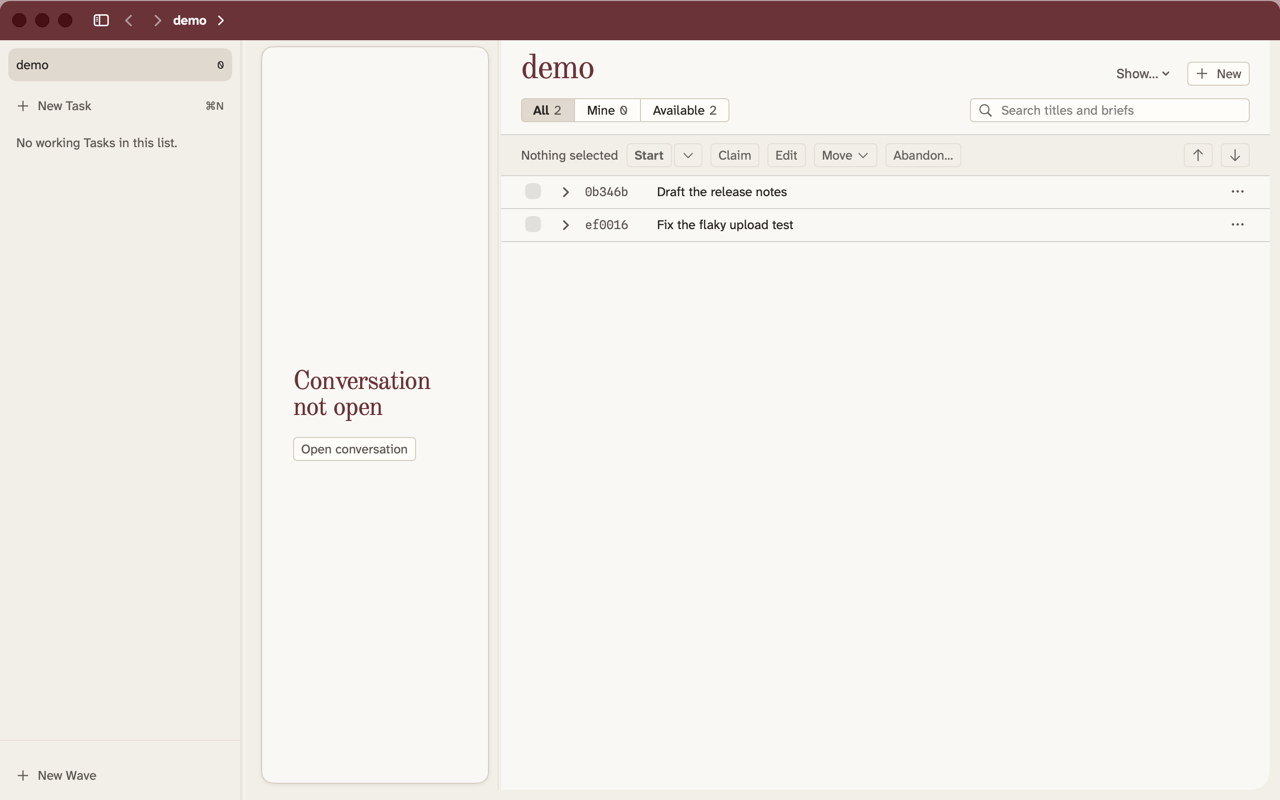 demo
demo 0
New Task ⌘N
No working Tasks in this list.
New Wave
Conversation
not open
Open conversation
demo
Show...
New
All 2 Mine 0 Available 2
Search titles and briefs
Nothing selected Start Claim Edit Move Abandon...
0b346b Draft the release notes
ef0016 Fix the flaky upload test